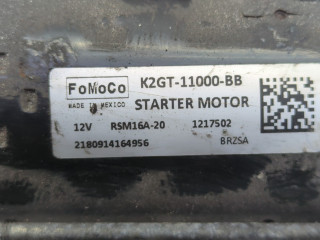 FoMoCo K2GT-11000-BB
MADE IN MEXICO STARTER MOTOR
12V RSM16A-20 1217502
2180914164956 BRZSA